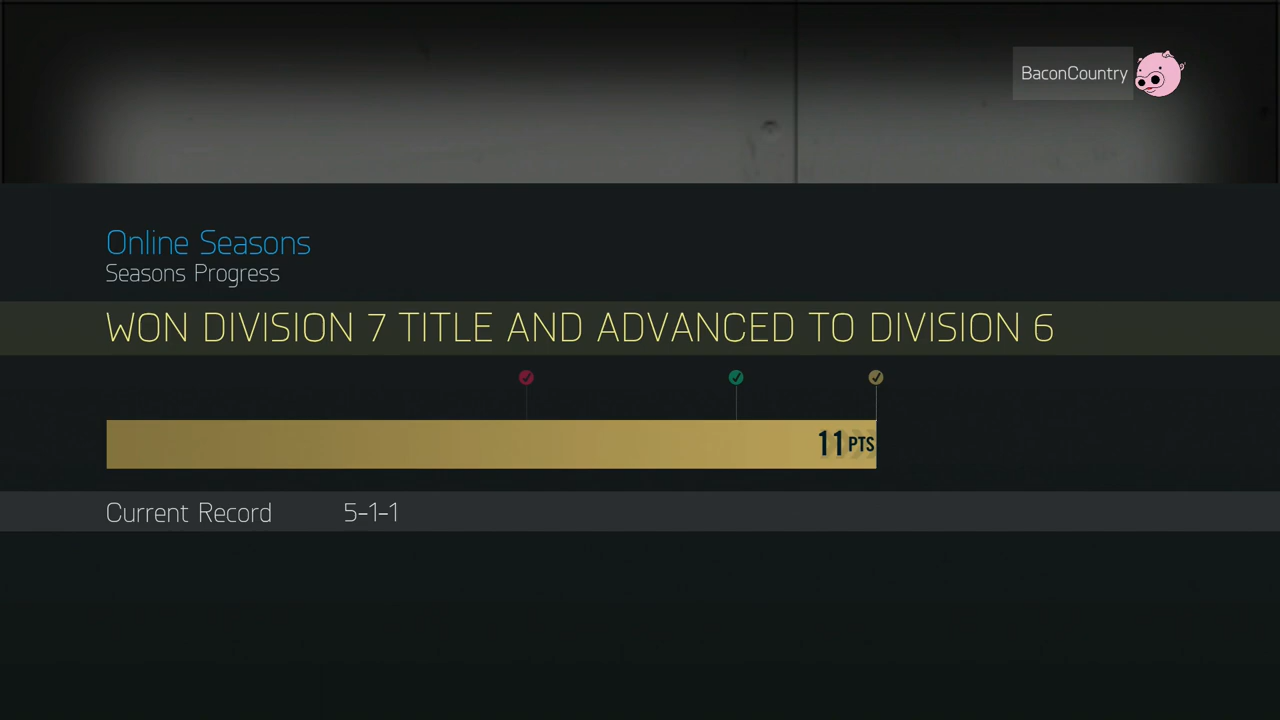 BaconCountry
Online Seasons
Seasons Progress
WON DIVISION 7 TITLE AND ADVANCED TO DIVISION 6
11 PTS
Current Record 5-1-1